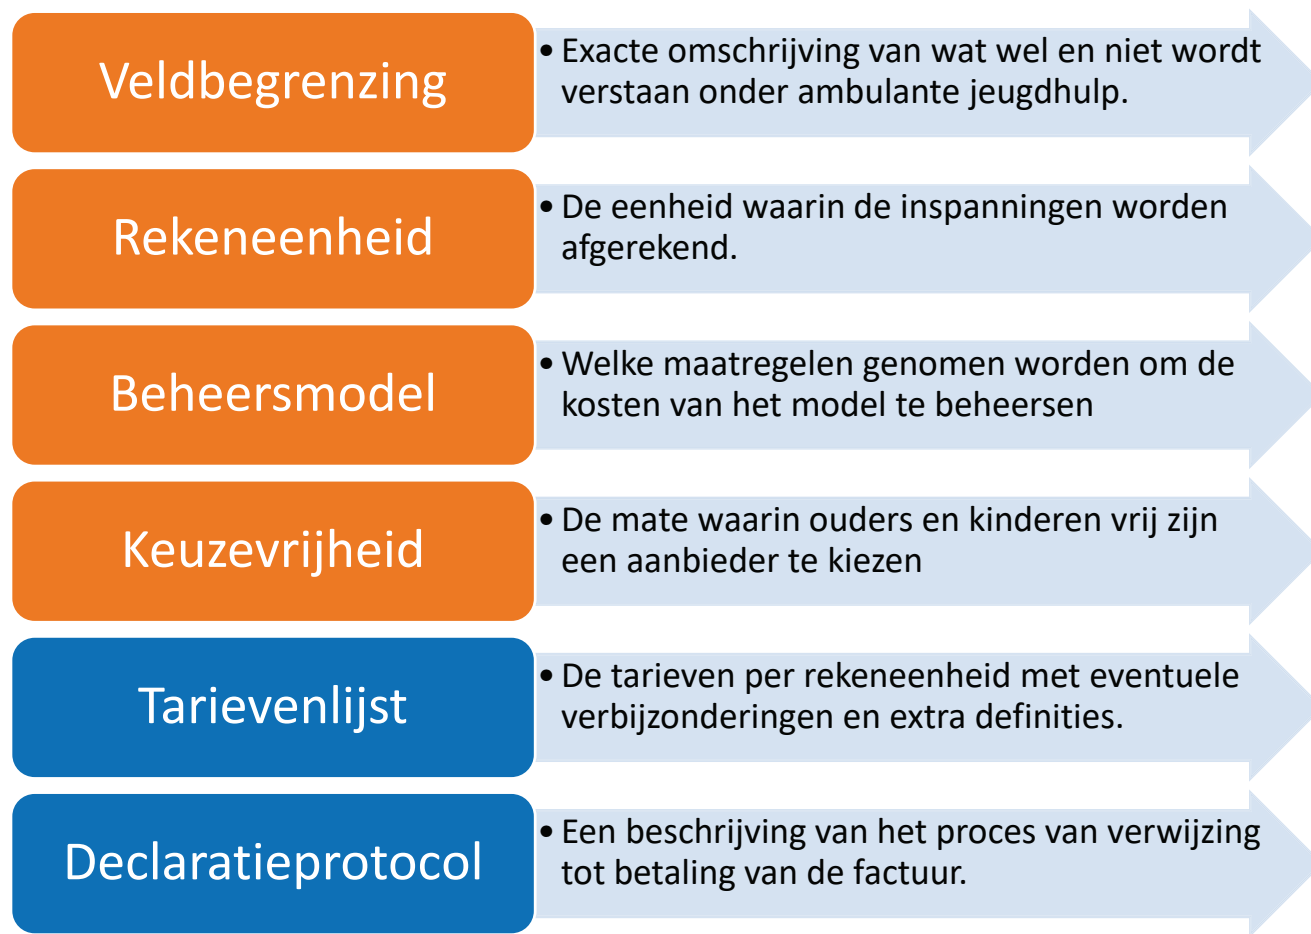 Veldbegrenzing
• Exacte omschrijving van wat wel en niet wordt
verstaan onder ambulante jeugdhulp.
Rekeneenheid
• De eenheid waarin de inspanningen worden
afgerekend.
Beheersmodel
• Welke maatregelen genomen worden om de
kosten van het model te beheersen
Keuzevrijheid
• De mate waarin ouders en kinderen vrij zijn
een aanbieder te kiezen
Tarievenlijst
• De tarieven per rekeneenheid met eventuele
verbijzonderingen en extra definities.
Declaratieprotocol
• Een beschrijving van het proces van verwijzing
tot betaling van de factuur.